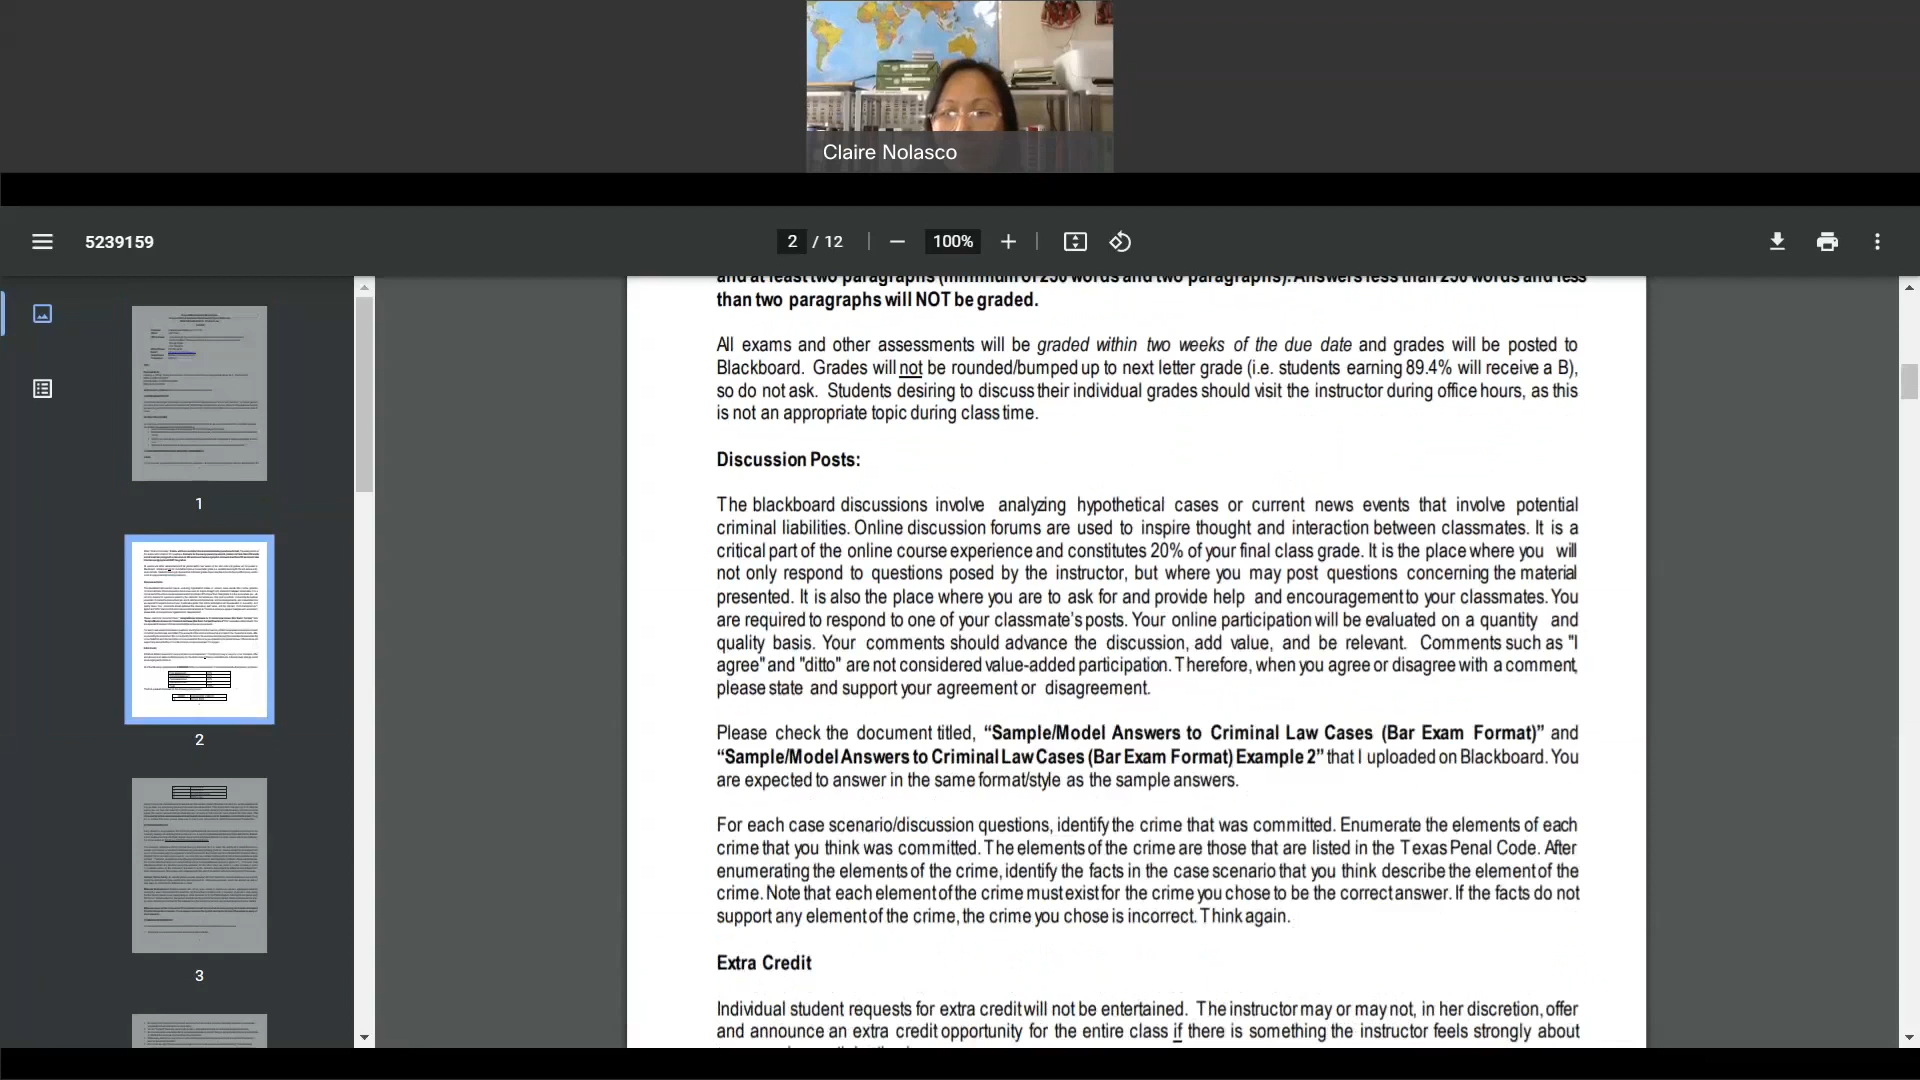 Claire Nolasco
5239159
2 / 12
100%
and at least two paragraphs (minimum of 250 words and two paragraphs). Answers less than 250 words and less
than two paragraphs will NOT be graded.
All exams and other assessments will be graded within two weeks of the due date and grades will be posted to
Blackboard. Grades will not be rounded/bumped up to next letter grade (i.e. students earning 89.4% will receive a B),
so do not ask. Students desiring to discuss their individual grades should visit the instructor during office hours, as this
is not an appropriate topic during class time.
Discussion Posts:
The blackboard discussions involve analyzing hypothetical cases or current news events that involve potential
criminal liabilities. Online discussion forums are used to inspire thought and interaction between classmates. It is a
critical part of the online course experience and constitutes 20% of your final class grade. It is the place where you will
not only respond to questions posed by the instructor, but where you may post questions concerning the material
presented. It is also the place where you are to ask for and provide help and encouragement to your classmates. You
are required to respond to one of your classmate's posts. Your online participation will be evaluated on a quantity and
quality basis. Your comments should advance the discussion, add value, and be relevant. Comments such as "I
agree" and "ditto" are not considered value-added participation. Therefore, when you agree or disagree with a comment,
please state and support your agreement or disagreement.
Please check the document titled, “Sample/Model Answers to Criminal Law Cases (Bar Exam Format)” and
“Sample/Model Answers to Criminal Law Cases (Bar Exam Format) Example 2” that I uploaded on Blackboard. You
are expected to answer in the same format/style as the sample answers.
For each case scenario/discussion questions, identify the crime that was committed. Enumerate the elements of each
crime that you think was committed. The elements of the crime are those that are listed in the Texas Penal Code. After
enumerating the elements of the crime, identify the facts in the case scenario that you think describe the element of the
crime. Note that each element of the crime must exist for the crime you chose to be the correct answer. If the facts do not
support any element of the crime, the crime you chose is incorrect. Think again.
Extra Credit
Individual student requests for extra credit will not be entertained. The instructor may or may not, in her discretion, offer
and announce an extra credit opportunity for the entire class if there is something the instructor feels strongly about
1
2
3